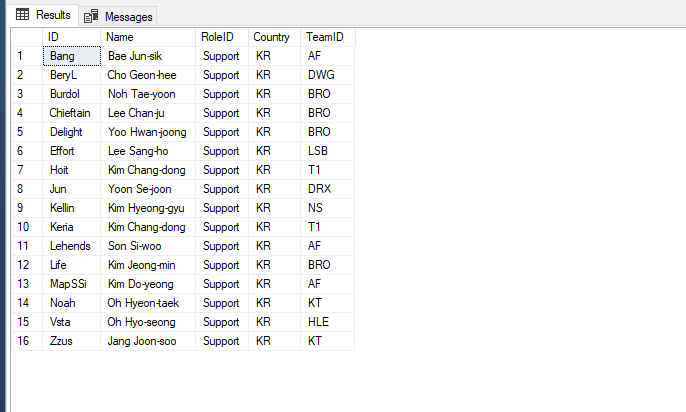 Results Messages
ID Name RoleID Country TeamID
1 Bang Bae Jun-sik Support KR AF
2 BeryL Cho Geon-hee Support KR DWG
3 Burdol Noh Tae-yoon Support KR BRO
4 Chieftain Lee Chan-ju Support KR BRO
5 Delight Yoo Hwan-joong Support KR BRO
6 Effort Lee Sang-ho Support KR LSB
7 Hoit Kim Chang-dong Support KR T1
8 Jun Yoon Se-joon Support KR DRX
9 Kellin Kim Hyeong-gyu Support KR NS
10 Keria Kim Chang-dong Support KR T1
11 Lehends Son Si-woo Support KR AF
12 Life Kim Jeong-min Support KR BRO
13 MapSSi Kim Do-yeong Support KR AF
14 Noah Oh Hyeon-taek Support KR KT
15 Vsta Oh Hyo-seong Support KR HLE
16 Zzus Jang Joon-soo Support KR KT